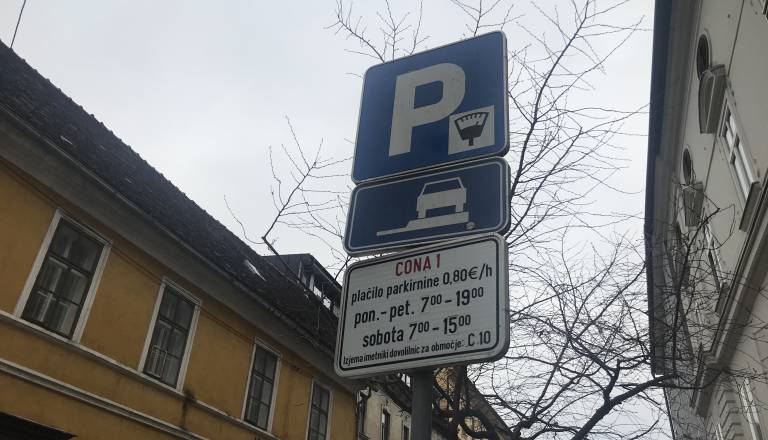 P
CONA 1
plačilo parkirnine 0,80€/h
pon.- pet. 7⁰⁰ – 19⁰⁰
sobota 7⁰⁰ – 15⁰⁰
Izjema imetniki dovolilnic za območje: C 10